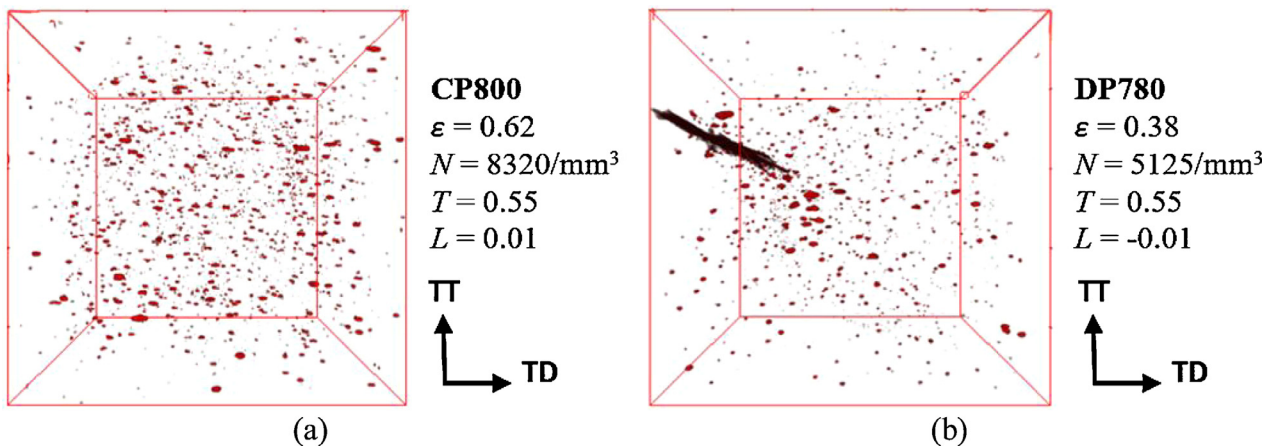 CP800
ε = 0.62
N = 8320/mm³
T = 0.55
L = 0.01
TT
TD
(a)
DP780
ε = 0.38
N = 5125/mm³
T = 0.55
L = -0.01
TT
TD
(b)